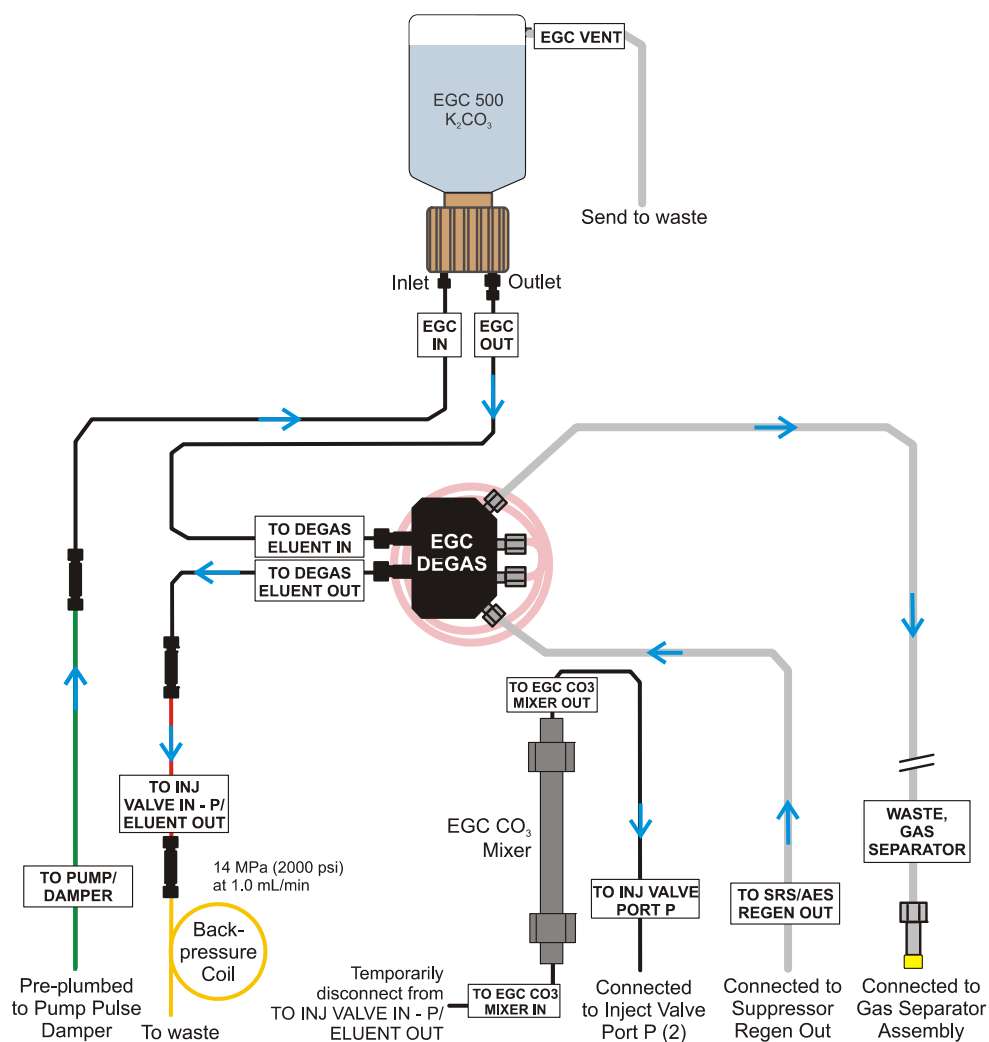 EGC VENT
EGC 500
K₂CO₃
Send to waste
Inlet
Outlet
EGC
IN
EGC
OUT
TO DEGAS
ELUENT IN
EGC
DEGAS
TO DEGAS
ELUENT OUT
TO EGC CO3
MIXER OUT
TO INJ
VALVE IN - P/
ELUENT OUT
EGC CO₃
Mixer
WASTE,
GAS
SEPARATOR
14 MPa (2000 psi)
at 1.0 mL/min
TO PUMP/
DAMPER
TO INJ VALVE
PORT P
TO SRS/AES
REGEN OUT
Back-
pressure
Coil
Pre-plumbed
to Pump Pulse
Damper
To waste
Temporarily
disconnect from
TO INJ VALVE IN - P/
ELUENT OUT
TO EGC CO3
MIXER IN
Connected
to Inject Valve
Port P (2)
Connected to
Suppressor
Regen Out
Connected to
Gas Separator
Assembly